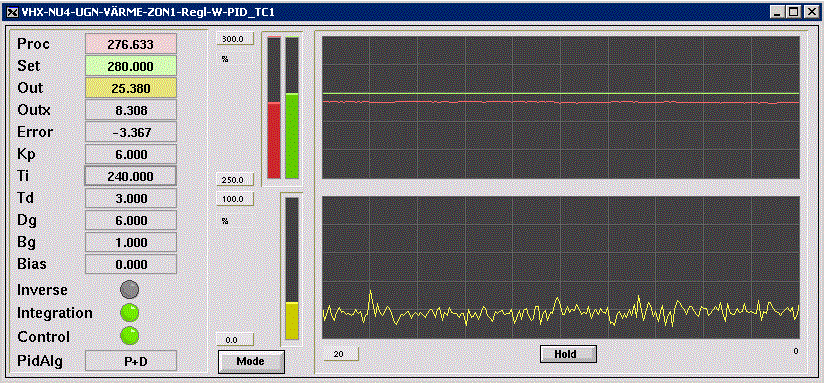 VHX-NU4-UGN-VÄRME-ZON1-Regl-W-PID_TC1
Proc 276.633
Set 280.000
Out 25.380
Outx 8.308
Error -3.367
Kp 6.000
Ti 240.000
Td 3.000
Dg 6.000
Bg 1.000
Bias 0.000
Inverse
Integration
Control
PidAlg P+D
300.0
%
250.0
100.0
%
0.0
Mode
20
Hold
0